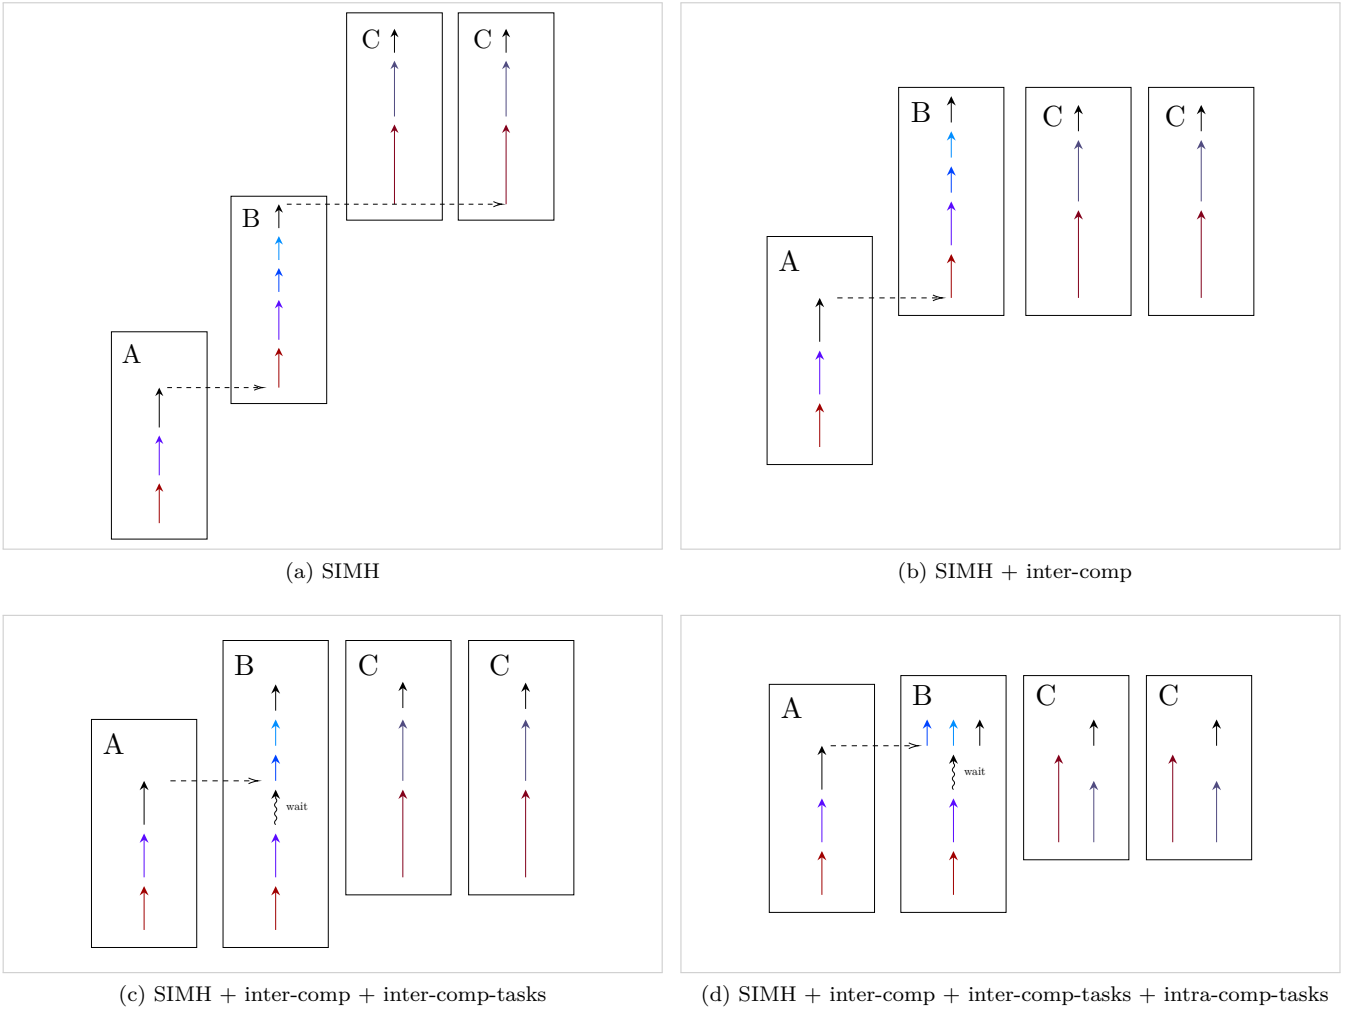 C
C
B
A
(a) SIMH
B
C
C
A
(b) SIMH + inter-comp
B
C
C
A
wait
(c) SIMH + inter-comp + inter-comp-tasks
B
C
C
A
wait
(d) SIMH + inter-comp + inter-comp-tasks + intra-comp-tasks